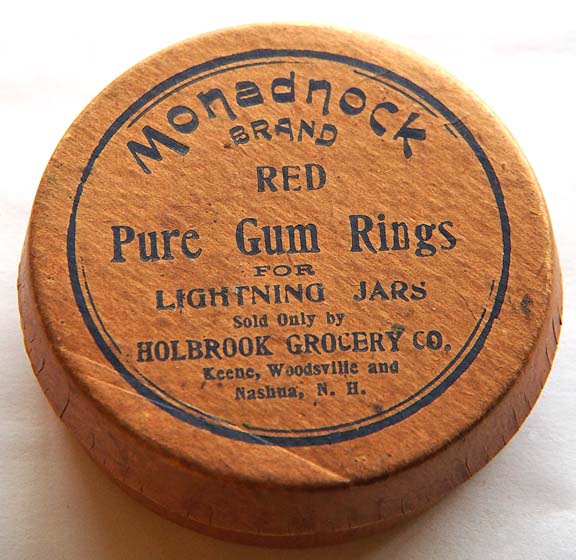 Monadnock
BRAND
RED
Pure Gum Rings
FOR
LIGHTNING JARS
Sold Only by
HOLBROOK GROCERY CO.
Keene, Woodsville and
Nashua, N. H.